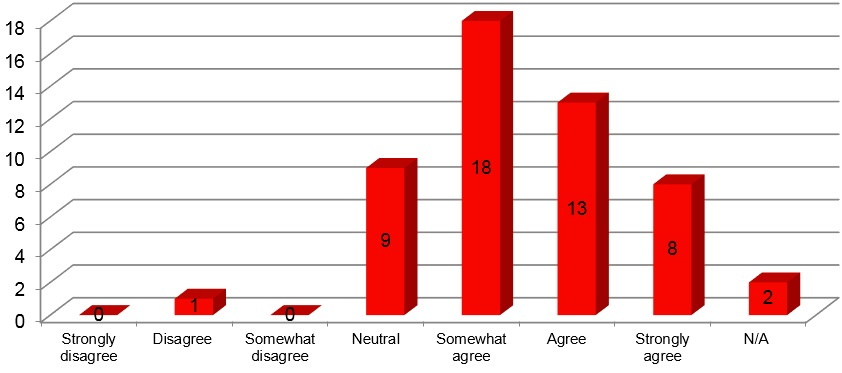 18
16
14
12
10
8
6
4
2
0
0
1
0
9
18
13
8
2
Strongly
disagree
Disagree
Somewhat
disagree
Neutral
Somewhat
agree
Agree
Strongly
agree
N/A